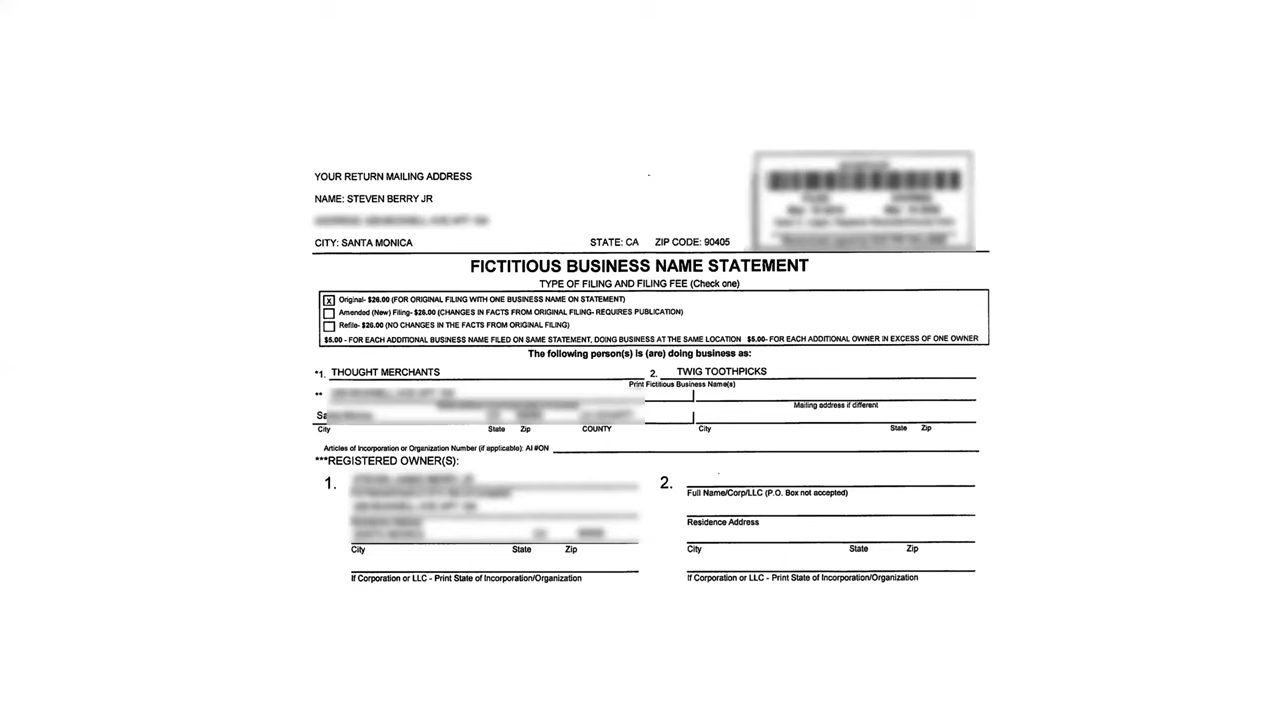 YOUR RETURN MAILING ADDRESS
NAME: STEVEN BERRY JR
CITY: SANTA MONICA STATE: CA ZIP CODE: 90405
FICTITIOUS BUSINESS NAME STATEMENT
TYPE OF FILING AND FILING FEE (Check one)
X Original- $26.00 (FOR ORIGINAL FILING WITH ONE BUSINESS NAME ON STATEMENT)
Amended (New) Filing- $26.00 (CHANGES IN FACTS FROM ORIGINAL FILING- REQUIRES PUBLICATION)
Refile- $26.00 (NO CHANGES IN THE FACTS FROM ORIGINAL FILING)
$5.00 - FOR EACH ADDITIONAL BUSINESS NAME FILED ON SAME STATEMENT, DOING BUSINESS AT THE SAME LOCATION $5.00- FOR EACH ADDITIONAL OWNER IN EXCESS OF ONE OWNER
The following person(s) is (are) doing business as:
*1. THOUGHT MERCHANTS 2. TWIG TOOTHPICKS
Print Fictitious Business Name(s)
**
Mailing address if different
City State Zip COUNTY City State Zip
Articles of Incorporation or Organization Number (if applicable): AI #ON
***REGISTERED OWNER(S):
1. 2.
Full Name/Corp/LLC (P.O. Box not accepted)
Residence Address
City State Zip City State Zip
If Corporation or LLC - Print State of Incorporation/Organization If Corporation or LLC - Print State of Incorporation/Organization